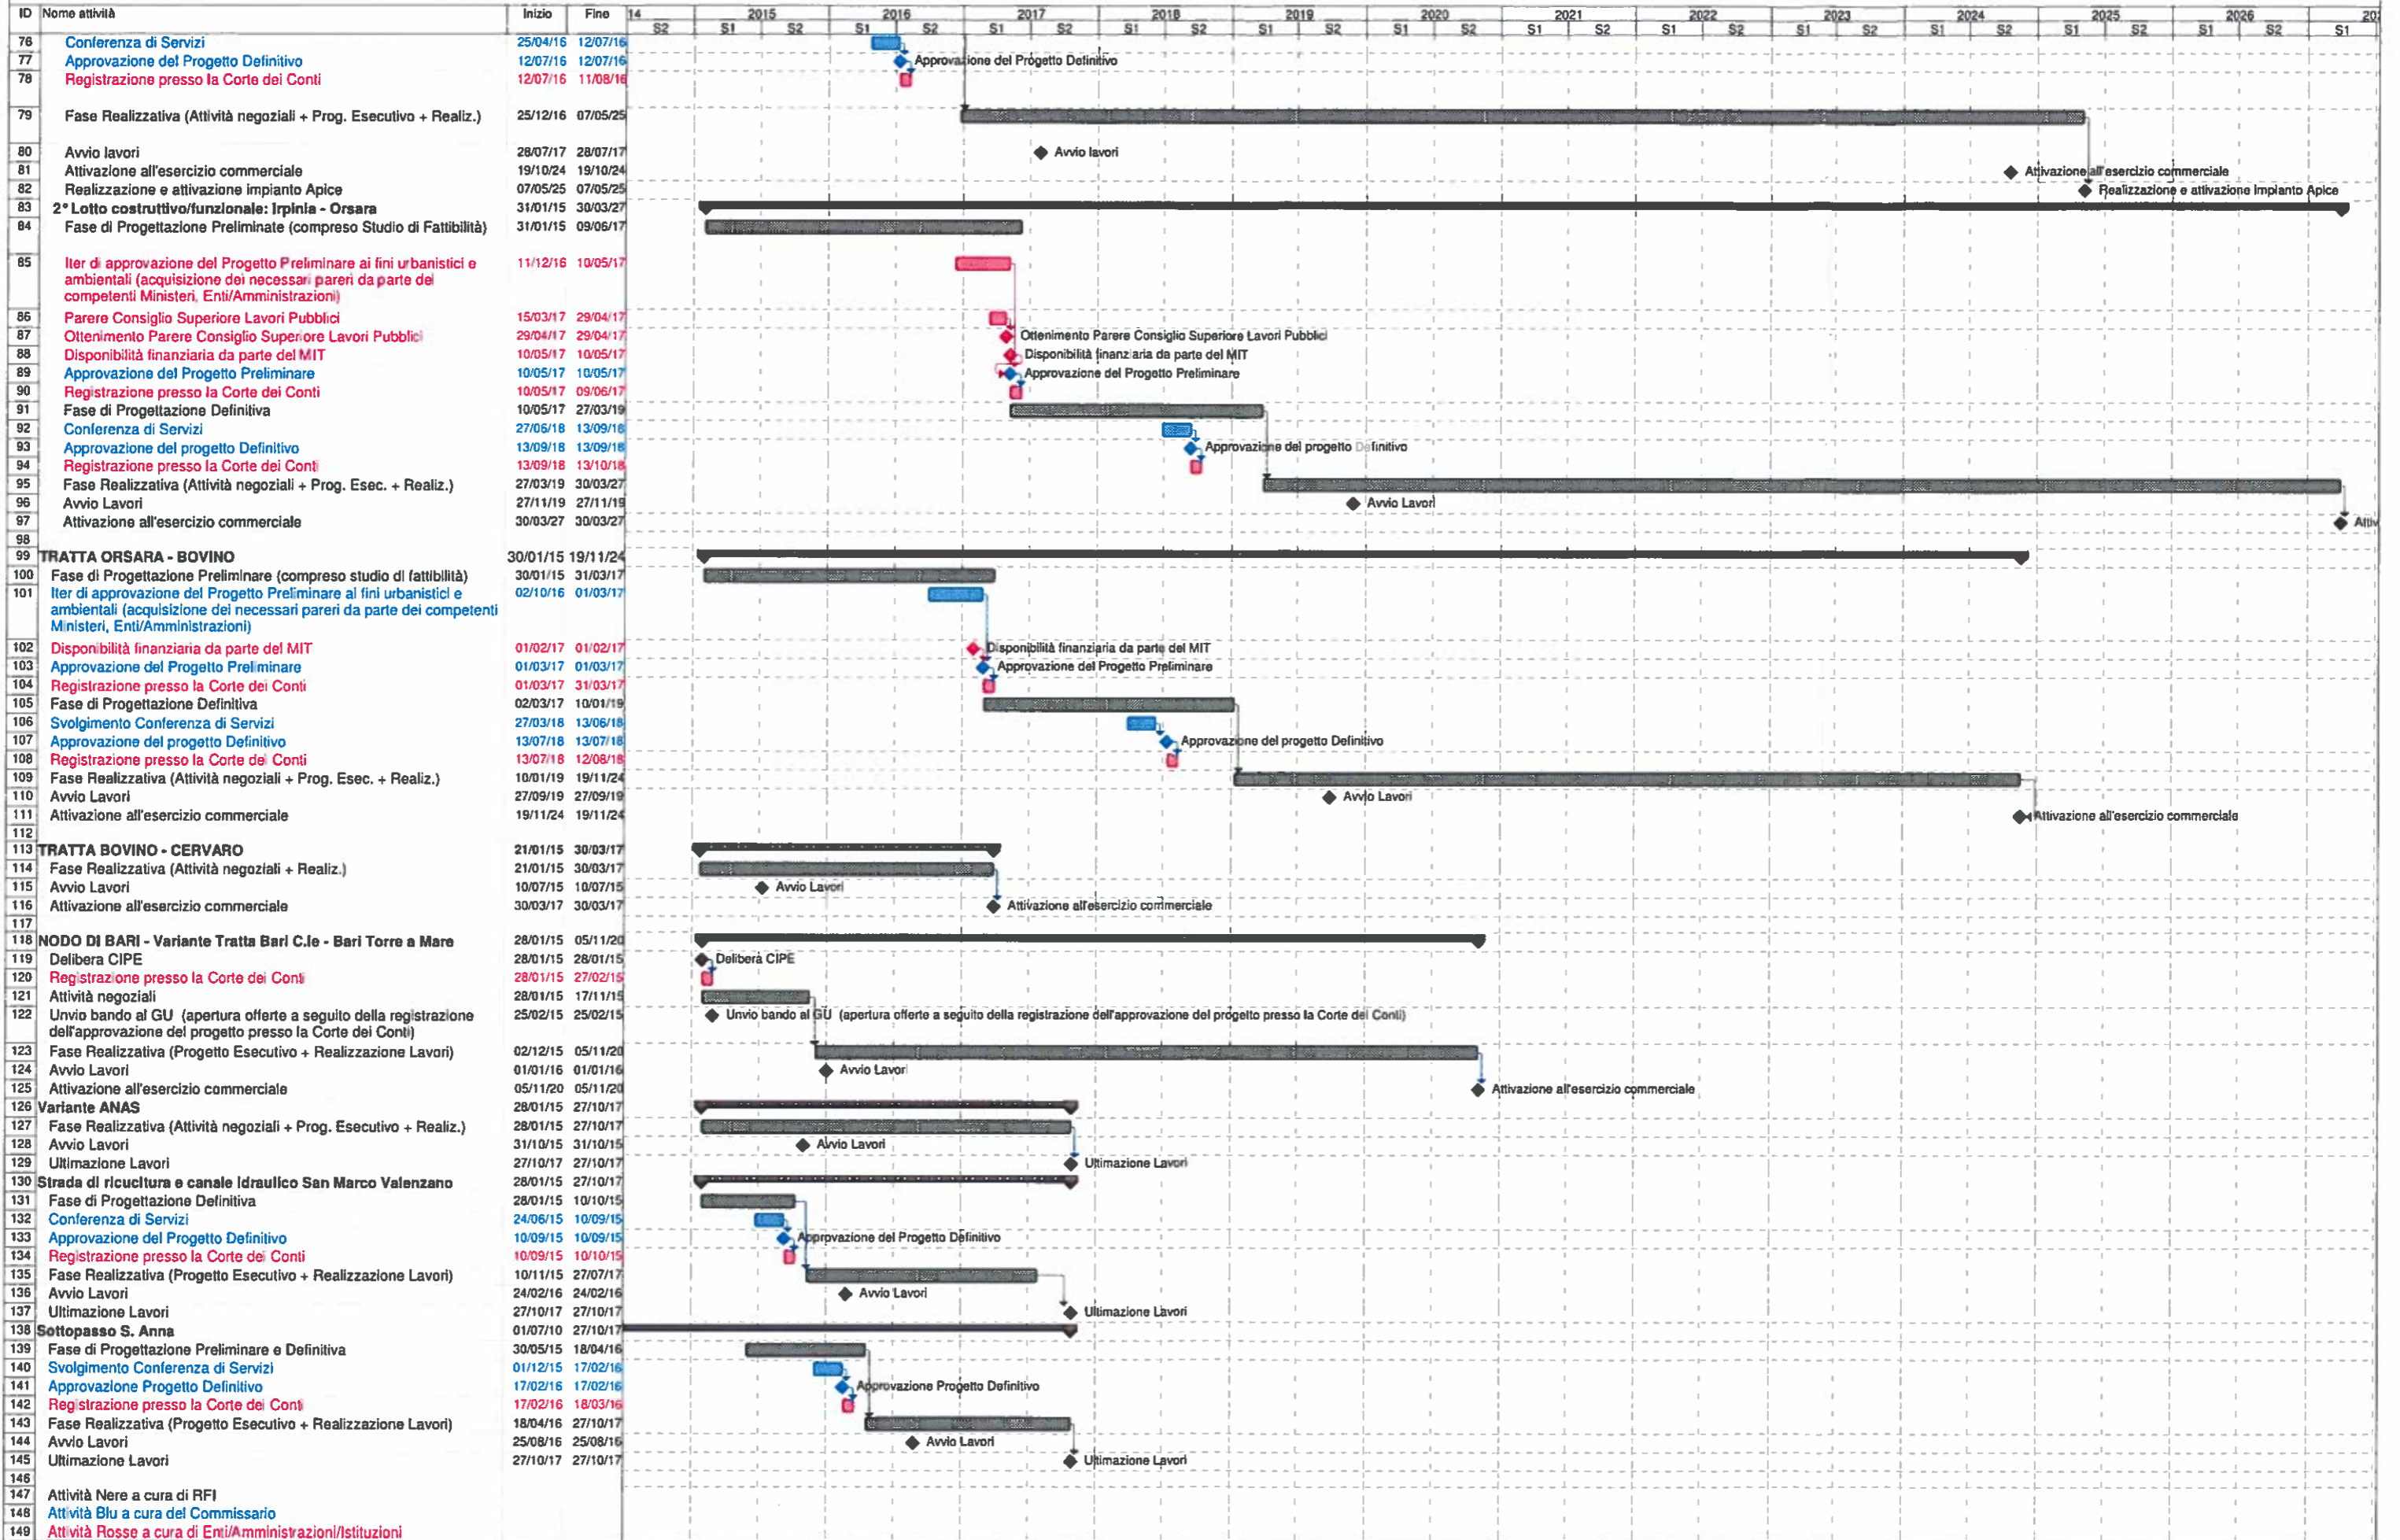 ID Nome attività Inizio Fine 14 2015 2016 2017 2018 2019 2020 2021 2022 2023 2024 2025 2026 202
S2 S1 S2 S1 S2 S1 S2 S1 S2 S1 S2 S1 S2 S1 S2 S1 S2 S1 S2 S1 S2 S1 S2 S1 S2 S1
76 Conferenza di Servizi 25/04/16 12/07/16
77 Approvazione del Progetto Definitivo 12/07/16 12/07/16 Approvazione del Progetto Definitivo
78 Registrazione presso la Corte dei Conti 12/07/16 11/08/16
79 Fase Realizzativa (Attività negoziali + Prog. Esecutivo + Realiz.) 25/12/16 07/05/25
80 Avvio lavori 28/07/17 28/07/17 Avvio lavori
81 Attivazione all'esercizio commerciale 19/10/24 19/10/24 Attivazione all'esercizio commerciale
82 Realizzazione e attivazione impianto Apice 07/05/25 07/05/25 Realizzazione e attivazione Impianto Apice
83 2° Lotto costruttivo/funzionale: Irpinia - Orsara 31/01/15 30/03/27
84 Fase di Progettazione Preliminate (compreso Studio di Fattibilità) 31/01/15 09/06/17
85 Iter di approvazione del Progetto Preliminare ai fini urbanistici e 11/12/16 10/05/17
ambientali (acquisizione dei necessari pareri da parte dei
competenti Ministeri, Enti/Amministrazioni)
86 Parere Consiglio Superiore Lavori Pubblici 15/03/17 29/04/17
87 Ottenimento Parere Consiglio Superiore Lavori Pubblici 29/04/17 29/04/17 Ottenimento Parere Consiglio Superiore Lavori Pubblici
88 Disponibilità finanziaria da parte del MIT 10/05/17 10/05/17 Disponibilità finanziaria da parte del MIT
89 Approvazione del Progetto Preliminare 10/05/17 10/05/17 Approvazione del Progetto Preliminare
90 Registrazione presso la Corte dei Conti 10/05/17 09/06/17
91 Fase di Progettazione Definitiva 10/05/17 27/03/19
92 Conferenza di Servizi 27/06/18 13/09/18
93 Approvazione del progetto Definitivo 13/09/18 13/09/18 Approvazione del progetto Definitivo
94 Registrazione presso la Corte dei Conti 13/09/18 13/10/18
95 Fase Realizzativa (Attività negoziali + Prog. Esec. + Realiz.) 27/03/19 30/03/27
96 Avvio Lavori 27/11/19 27/11/19 Avvio Lavori
97 Attivazione all'esercizio commerciale 30/03/27 30/03/27 Attiv
98
99 TRATTA ORSARA - BOVINO 30/01/15 19/11/24
100 Fase di Progettazione Preliminare (compreso studio di fattibilità) 30/01/15 31/03/17
101 Iter di approvazione del Progetto Preliminare ai fini urbanistici e 02/10/16 01/03/17
ambientali (acquisizione dei necessari pareri da parte dei competenti
Ministeri, Enti/Amministrazioni)
102 Disponibilità finanziaria da parte del MIT 01/02/17 01/02/17 Disponibilità finanziaria da parte del MIT
103 Approvazione del Progetto Preliminare 01/03/17 01/03/17 Approvazione del Progetto Preliminare
104 Registrazione presso la Corte dei Conti 01/03/17 31/03/17
105 Fase di Progettazione Definitiva 02/03/17 10/01/19
106 Svolgimento Conferenza di Servizi 27/03/18 13/06/18
107 Approvazione del progetto Definitivo 13/07/18 13/07/18 Approvazione del progetto Definitivo
108 Registrazione presso la Corte dei Conti 13/07/18 12/08/18
109 Fase Realizzativa (Attività negoziali + Prog. Esec. + Realiz.) 10/01/19 19/11/24
110 Avvio Lavori 27/09/19 27/09/19 Avvio Lavori
111 Attivazione all'esercizio commerciale 19/11/24 19/11/24 Attivazione all'esercizio commerciale
112
113 TRATTA BOVINO - CERVARO 21/01/15 30/03/17
114 Fase Realizzativa (Attività negoziali + Realiz.) 21/01/15 30/03/17
115 Avvio Lavori 10/07/15 10/07/15 Avvio Lavori
116 Attivazione all'esercizio commerciale 30/03/17 30/03/17 Attivazione all'esercizio commerciale
117
118 NODO DI BARI - Variante Tratta Bari C.le - Bari Torre a Mare 28/01/15 05/11/20
119 Delibera CIPE 28/01/15 28/01/15 Delibera CIPE
120 Registrazione presso la Corte dei Conti 28/01/15 27/02/15
121 Attività negoziali 28/01/15 17/11/15
122 Unvio bando al GU (apertura offerte a seguito della registrazione 25/02/15 25/02/15 Unvio bando al GU (apertura offerte a seguito della registrazione dell'approvazione del progetto presso la Corte dei Conti)
dell'approvazione del progetto presso la Corte dei Conti)
123 Fase Realizzativa (Progetto Esecutivo + Realizzazione Lavori) 02/12/15 05/11/20
124 Avvio Lavori 01/01/16 01/01/16 Avvio Lavori
125 Attivazione all'esercizio commerciale 05/11/20 05/11/20 Attivazione all'esercizio commerciale
126 Variante ANAS 28/01/15 27/10/17
127 Fase Realizzativa (Attività negoziali + Prog. Esecutivo + Realiz.) 28/01/15 27/10/17
128 Avvio Lavori 31/10/15 31/10/15 Avvio Lavori
129 Ultimazione Lavori 27/10/17 27/10/17 Ultimazione Lavori
130 Strada di ricucitura e canale idraulico San Marco Valenzano 28/01/15 27/10/17
131 Fase di Progettazione Definitiva 28/01/15 10/10/15
132 Conferenza di Servizi 24/06/15 10/09/15
133 Approvazione del Progetto Definitivo 10/09/15 10/09/15 Approvazione del Progetto Definitivo
134 Registrazione presso la Corte dei Conti 10/09/15 10/10/15
135 Fase Realizzativa (Progetto Esecutivo + Realizzazione Lavori) 10/11/15 27/07/17
136 Avvio Lavori 24/02/16 24/02/16 Avvio Lavori
137 Ultimazione Lavori 27/10/17 27/10/17 Ultimazione Lavori
138 Sottopasso S. Anna 01/07/10 27/10/17
139 Fase di Progettazione Preliminare e Definitiva 30/05/15 18/04/16
140 Svolgimento Conferenza di Servizi 01/12/15 17/02/16
141 Approvazione Progetto Definitivo 17/02/16 17/02/16 Approvazione Progetto Definitivo
142 Registrazione presso la Corte dei Conti 17/02/16 18/03/16
143 Fase Realizzativa (Progetto Esecutivo + Realizzazione Lavori) 18/04/16 27/10/17
144 Avvio Lavori 25/08/16 25/08/16 Avvio Lavori
145 Ultimazione Lavori 27/10/17 27/10/17 Ultimazione Lavori
146
147 Attività Nere a cura di RFI
148 Attività Blu a cura del Commissario
149 Attività Rosse a cura di Enti/Amministrazioni/Istituzioni